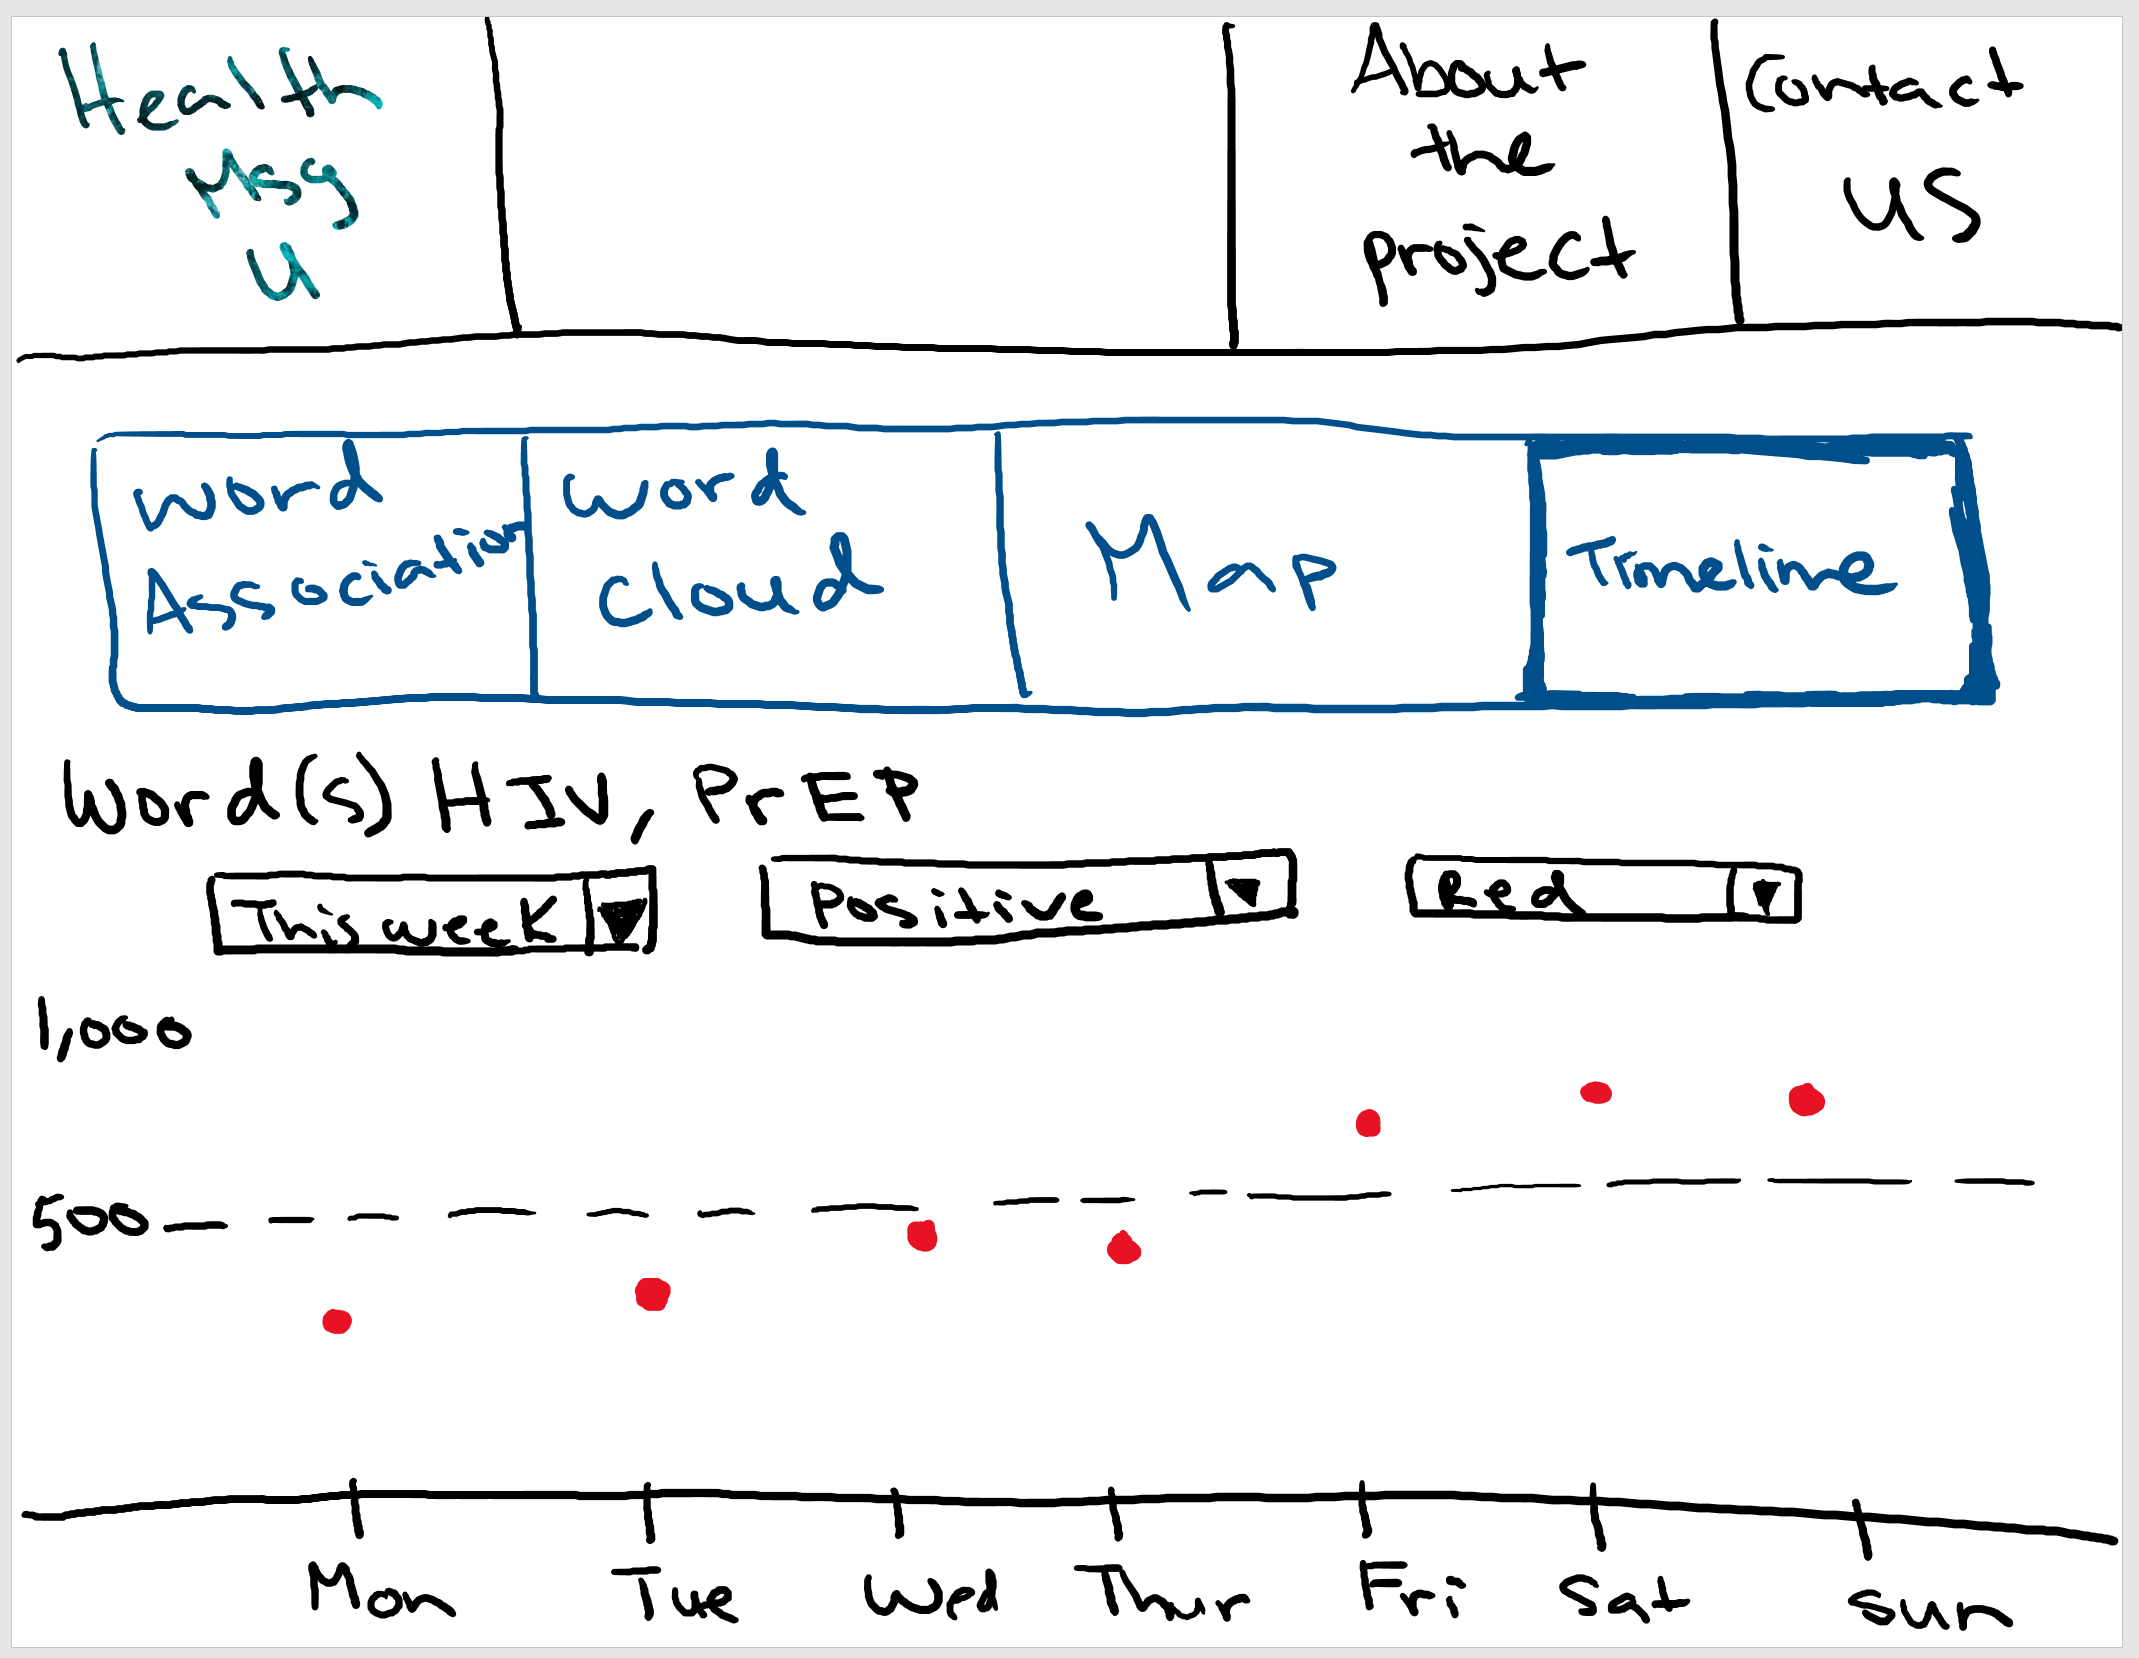 Health
Msg
U
About
the
project
Contact
US
Word
Association
Word
Cloud
Map
Timeline
Word(s) HIV, PrEP
This week
Positive
Red
1,000
500
Mon Tue Wed Thur Fri Sat Sun